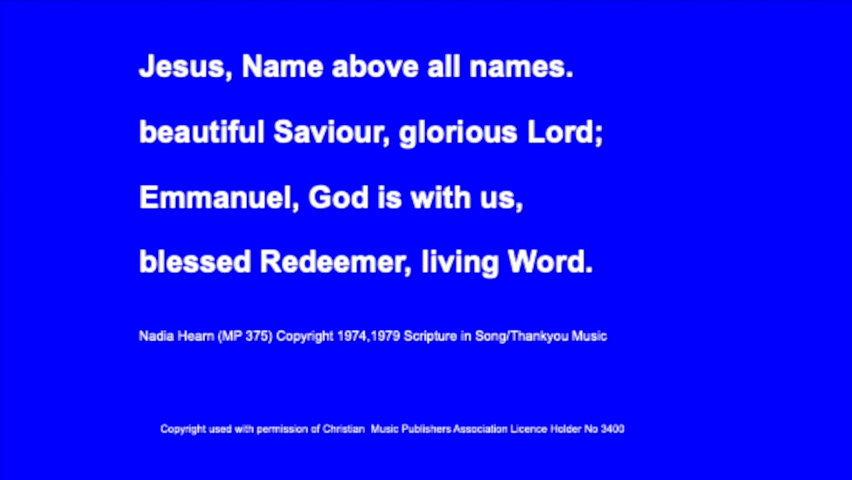 Jesus, Name above all names.
beautiful Saviour, glorious Lord;
Emmanuel, God is with us,
blessed Redeemer, living Word.
Nadia Hearn (MP 375) Copyright 1974,1979 Scripture in Song/Thankyou Music
Copyright used with permission of Christian  Music Publishers Association Licence Holder No 3400